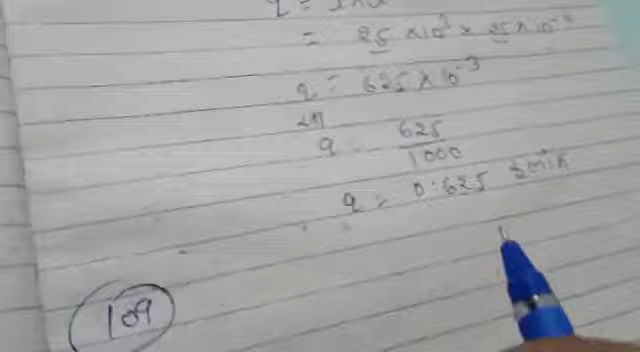 = 25 × 10³ × 25 × 10⁻⁶
q = 625 × 10⁻³
या
q = 625/1000
q = 0.625 कूलॉम
109